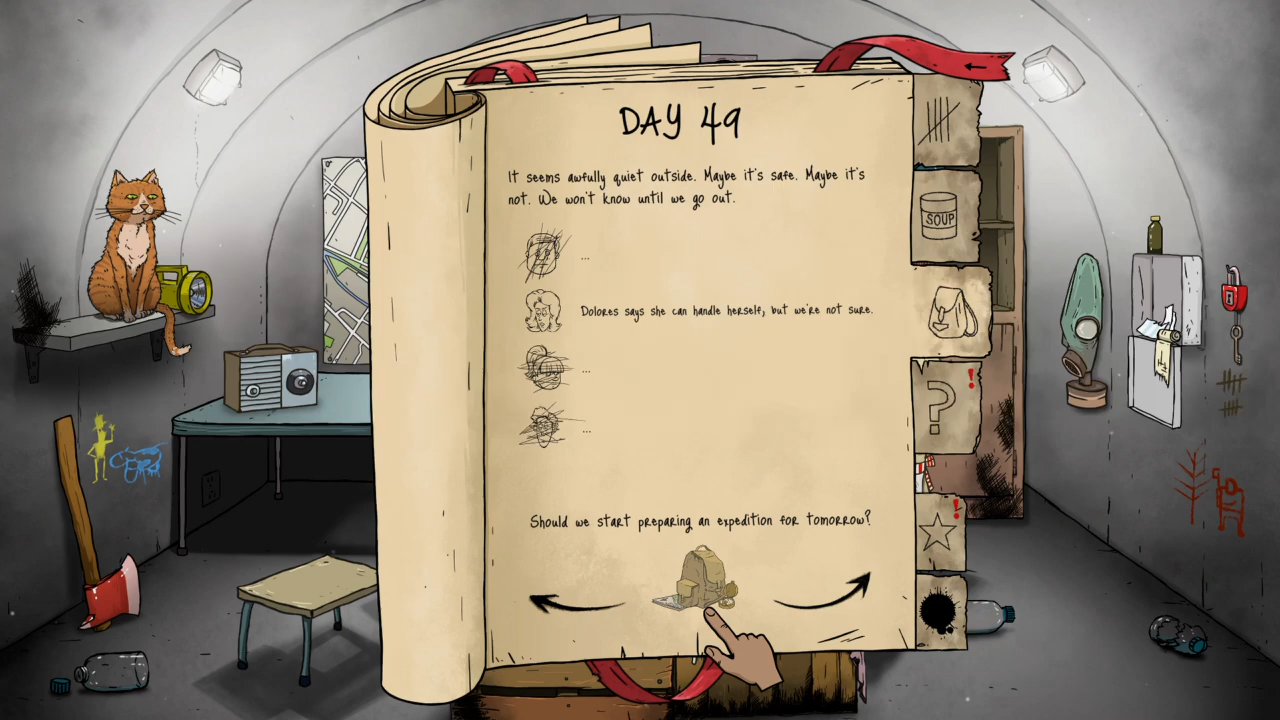 DAY 49
It seems awfully quiet outside. Maybe it's safe. Maybe it's
not. We won't know until we go out.
...
Dolores says she can handle herself, but we're not sure.
...
...
Should we start preparing an expedition for tomorrow?
SOUP
?
!
!